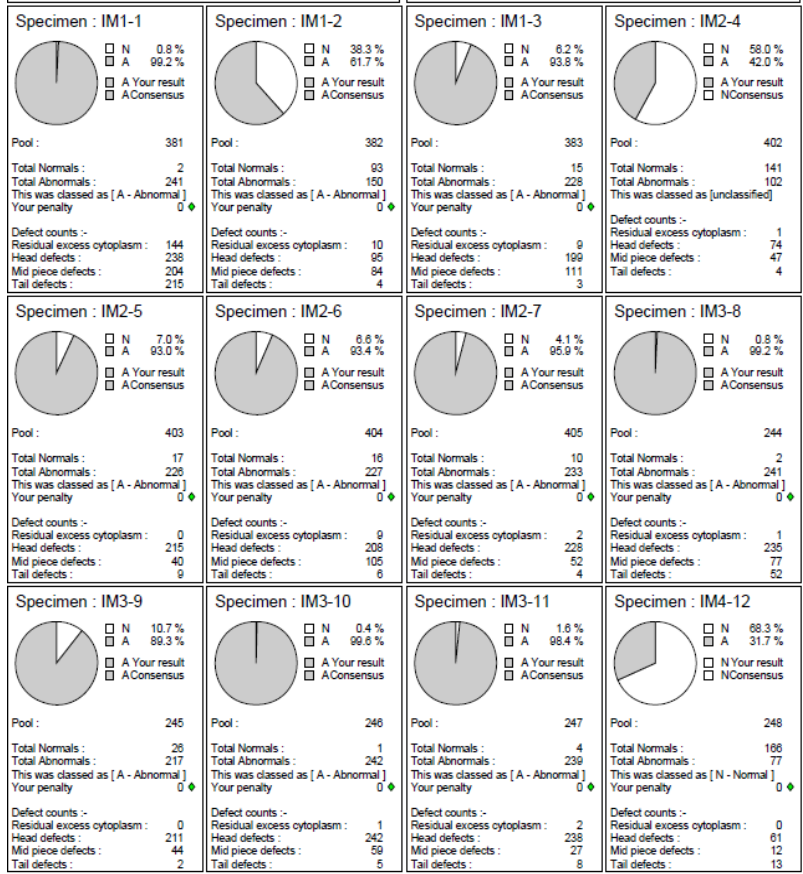 Specimen : IM1-1
N 0.8 %
A 99.2 %
A Your result
A Consensus
Pool : 381
Total Normals : 2
Total Abnormals : 241
This was classed as [ A - Abnormal ]
Your penalty 0
Defect counts :-
Residual excess cytoplasm : 144
Head defects : 238
Mid piece defects : 204
Tail defects : 215
Specimen : IM1-2
N 38.3 %
A 61.7 %
A Your result
A Consensus
Pool : 382
Total Normals : 93
Total Abnormals : 150
This was classed as [ A - Abnormal ]
Your penalty 0
Defect counts :-
Residual excess cytoplasm : 10
Head defects : 95
Mid piece defects : 84
Tail defects : 4
Specimen : IM1-3
N 6.2 %
A 93.8 %
A Your result
A Consensus
Pool : 383
Total Normals : 15
Total Abnormals : 228
This was classed as [ A - Abnormal ]
Your penalty 0
Defect counts :-
Residual excess cytoplasm : 9
Head defects : 199
Mid piece defects : 111
Tail defects : 3
Specimen : IM2-4
N 58.0 %
A 42.0 %
A Your result
N Consensus
Pool : 402
Total Normals : 141
Total Abnormals : 102
This was classed as [unclassified]
Defect counts :-
Residual excess cytoplasm : 1
Head defects : 74
Mid piece defects : 47
Tail defects : 4
Specimen : IM2-5
N 7.0 %
A 93.0 %
A Your result
A Consensus
Pool : 403
Total Normals : 17
Total Abnormals : 226
This was classed as [ A - Abnormal ]
Your penalty 0
Defect counts :-
Residual excess cytoplasm : 0
Head defects : 215
Mid piece defects : 40
Tail defects : 9
Specimen : IM2-6
N 6.6 %
A 93.4 %
A Your result
A Consensus
Pool : 404
Total Normals : 16
Total Abnormals : 227
This was classed as [ A - Abnormal ]
Your penalty 0
Defect counts :-
Residual excess cytoplasm : 9
Head defects : 208
Mid piece defects : 105
Tail defects : 6
Specimen : IM2-7
N 4.1 %
A 95.9 %
A Your result
A Consensus
Pool : 405
Total Normals : 10
Total Abnormals : 233
This was classed as [ A - Abnormal ]
Your penalty 0
Defect counts :-
Residual excess cytoplasm : 2
Head defects : 228
Mid piece defects : 52
Tail defects : 4
Specimen : IM3-8
N 0.8 %
A 99.2 %
A Your result
A Consensus
Pool : 244
Total Normals : 2
Total Abnormals : 241
This was classed as [ A - Abnormal ]
Your penalty 0
Defect counts :-
Residual excess cytoplasm : 1
Head defects : 235
Mid piece defects : 77
Tail defects : 52
Specimen : IM3-9
N 10.7 %
A 89.3 %
A Your result
A Consensus
Pool : 245
Total Normals : 26
Total Abnormals : 217
This was classed as [ A - Abnormal ]
Your penalty 0
Defect counts :-
Residual excess cytoplasm : 0
Head defects : 211
Mid piece defects : 44
Tail defects : 2
Specimen : IM3-10
N 0.4 %
A 99.6 %
A Your result
A Consensus
Pool : 246
Total Normals : 1
Total Abnormals : 242
This was classed as [ A - Abnormal ]
Your penalty 0
Defect counts :-
Residual excess cytoplasm : 1
Head defects : 242
Mid piece defects : 59
Tail defects : 5
Specimen : IM3-11
N 1.6 %
A 98.4 %
A Your result
A Consensus
Pool : 247
Total Normals : 4
Total Abnormals : 239
This was classed as [ A - Abnormal ]
Your penalty 0
Defect counts :-
Residual excess cytoplasm : 2
Head defects : 238
Mid piece defects : 27
Tail defects : 8
Specimen : IM4-12
N 68.3 %
A 31.7 %
N Your result
N Consensus
Pool : 248
Total Normals : 166
Total Abnormals : 77
This was classed as [ N - Normal ]
Your penalty 0
Defect counts :-
Residual excess cytoplasm : 0
Head defects : 61
Mid piece defects : 12
Tail defects : 13